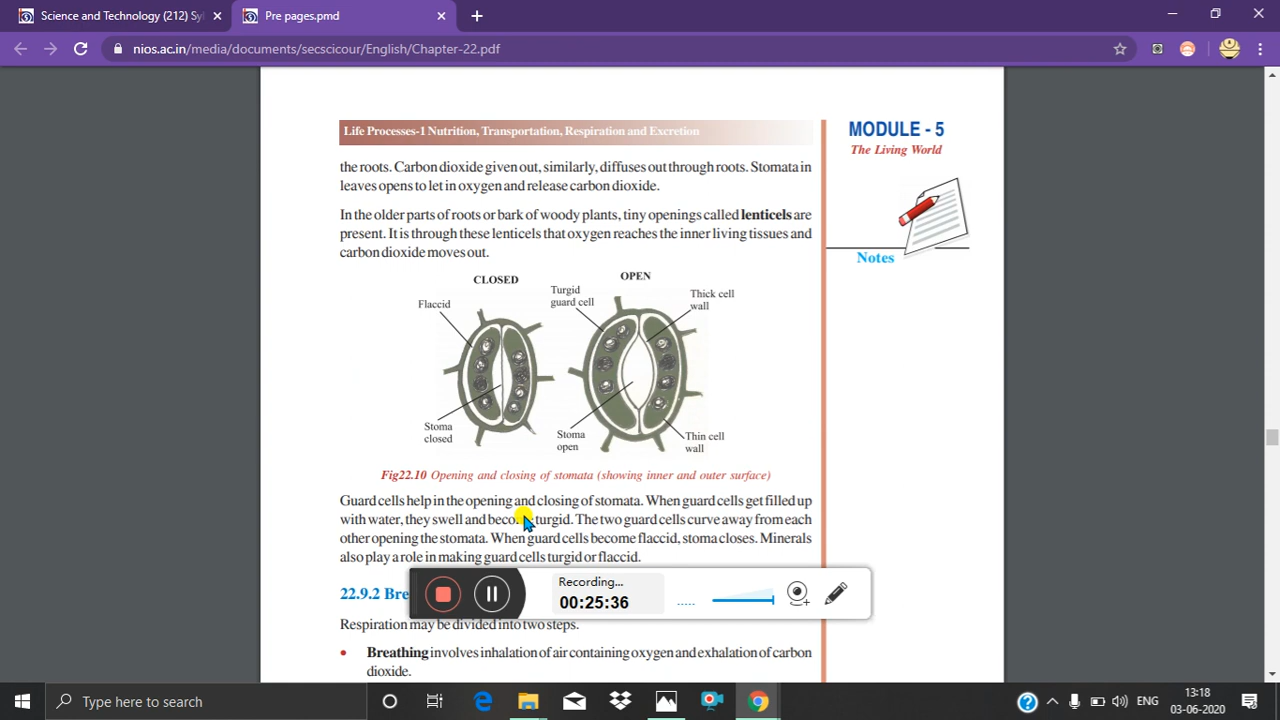 Science and Technology (212) Syl
Pre pages.pmd
nios.ac.in/media/documents/secscicour/English/Chapter-22.pdf
Life Processes-1 Nutrition, Transportation, Respiration and Excretion
MODULE - 5
The Living World
Notes
the roots. Carbon dioxide given out, similarly, diffuses out through roots. Stomata in
leaves opens to let in oxygen and release carbon dioxide.
In the older parts of roots or bark of woody plants, tiny openings called lenticels are
present. It is through these lenticels that oxygen reaches the inner living tissues and
carbon dioxide moves out.
CLOSED
OPEN
Flaccid
Turgid
guard cell
Thick cell
wall
Stoma
closed
Stoma
open
Thin cell
wall
Fig22.10 Opening and closing of stomata (showing inner and outer surface)
Guard cells help in the opening and closing of stomata. When guard cells get filled up
with water, they swell and beco turgid. The two guard cells curve away from each
other opening the stomata. When guard cells become flaccid, stoma closes. Minerals
also play a role in making guard cells turgid or flaccid.
22.9.2 Bre
Recording...
00:25:36
Respiration may be divided into two steps.
• Breathing involves inhalation of air containing oxygen and exhalation of carbon
dioxide.
Type here to search
ENG
13:18
03-06-2020